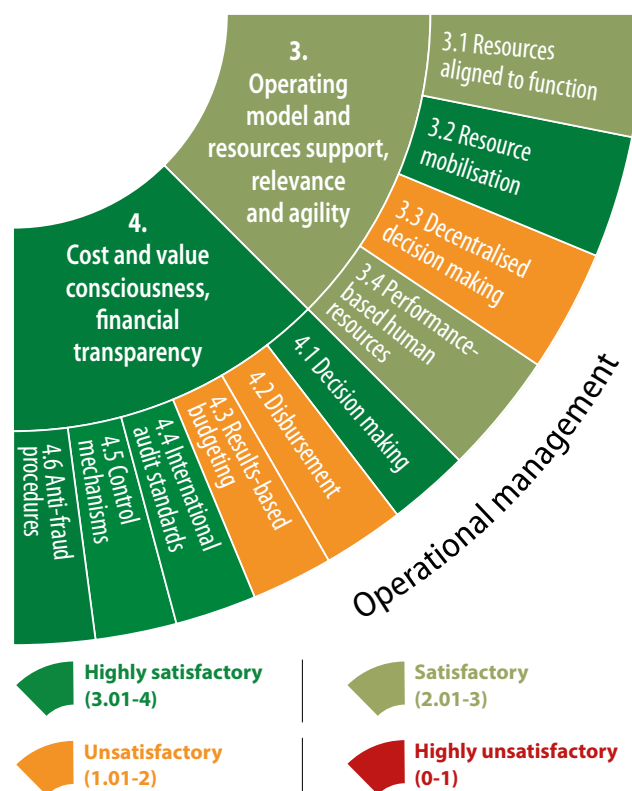 3.
Operating
model and
resources support,
relevance
and agility
3.1 Resources
aligned to function
3.2 Resource
mobilisation
3.3 Decentralised
decision making
3.4 Performance-
based human
resources
4.
Cost and value
consciousness,
financial
transparency
4.1 Decision making
4.2 Disbursement
4.3 Results-based
budgeting
4.4 International
audit standards
4.5 Control
mechanisms
4.6 Anti-fraud
procedures
Operational management
Highly satisfactory
(3.01-4)
Satisfactory
(2.01-3)
Unsatisfactory
(1.01-2)
Highly unsatisfactory
(0-1)